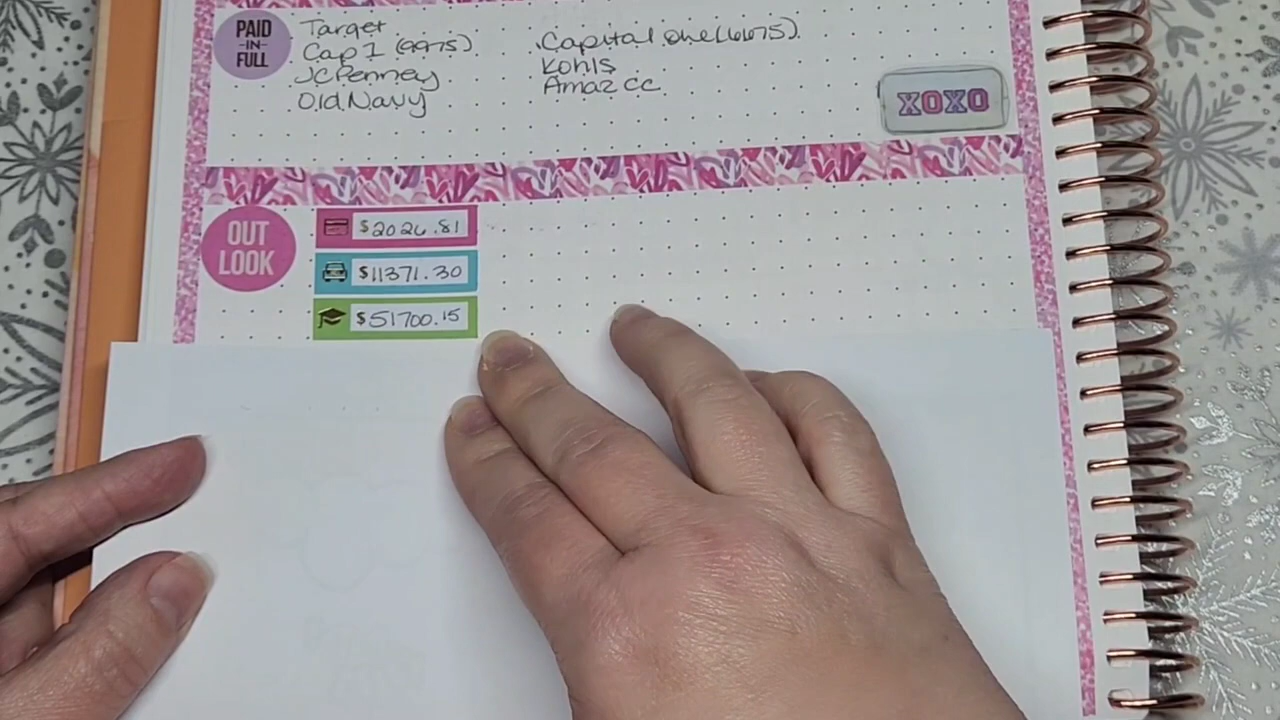 PAID
-IN-
FULL
Target
Cap 1 (9975)
JCPenney
Old Navy
Capital One (6675)
Kohls
Amaz CC
XOXO
OUT
LOOK
$2026.81
$11371.30
$51700.15